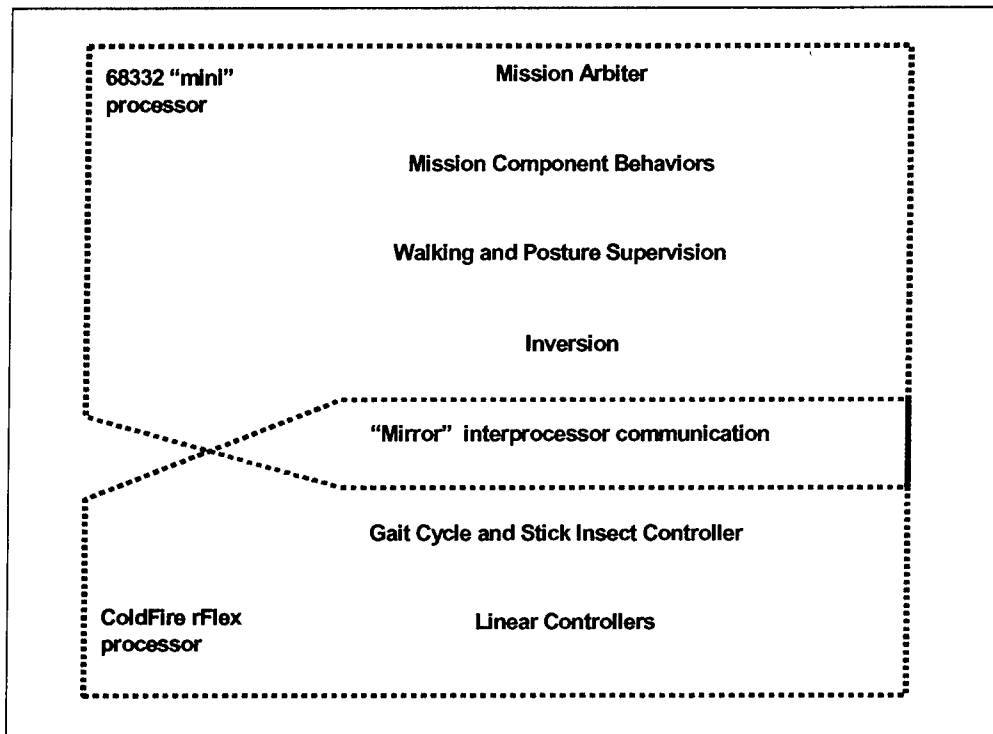 68332 “mini”
processor
Mission Arbiter
Mission Component Behaviors
Walking and Posture Supervision
Inversion
“Mirror” interprocessor communication
Gait Cycle and Stick Insect Controller
ColdFire rFlex
processor
Linear Controllers